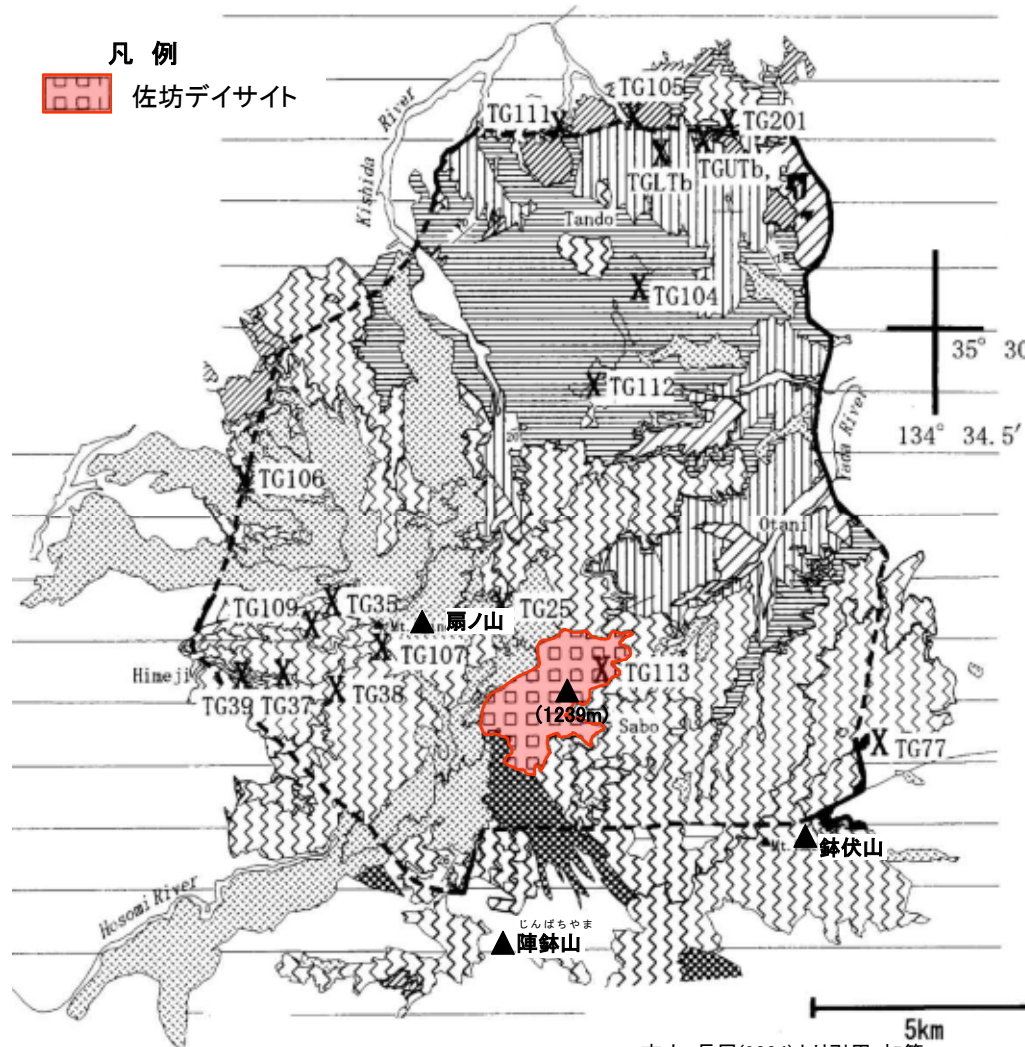 凡 例
佐坊デイサイト
River
Kishida
TG111
TG105
TG201
TGLTb
TGUTb, g
Tando
TG104
35° 30
TG112
134° 34.5′
Yada River
TG106
Otani
TG109
TG35
扇ノ山
TG25
TG107
TG113
Himeji
TG39
TG37
TG38
(1239m)
Sabo
TG77
Mt.
鉢伏山
Hosomi River
じんばちやま
陣鉢山
5km